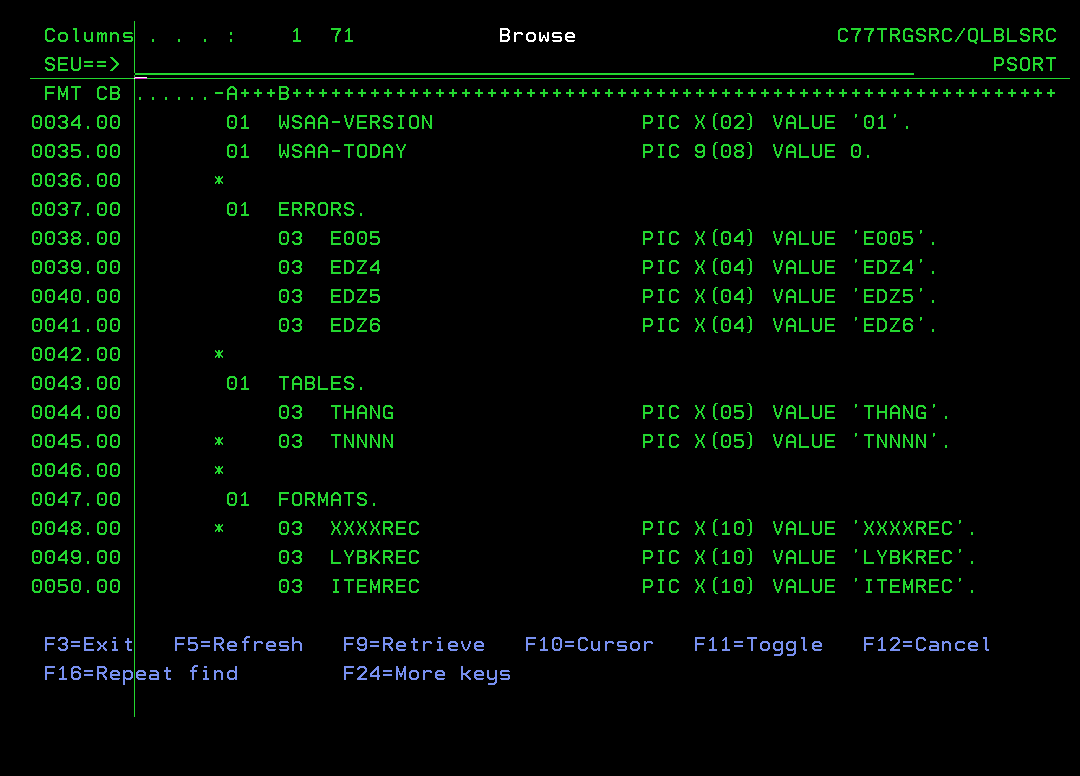 Columns . . . :    1  71           Browse                    C77TRGSRC/QLBLSRC
SEU==>                                                                   PSORT
FMT CB ......-A+++B+++++++++++++++++++++++++++++++++++++++++++++++++++++++++++
0034.00        01  WSAA-VERSION                PIC X(02) VALUE '01'.
0035.00        01  WSAA-TODAY                  PIC 9(08) VALUE 0.
0036.00       *
0037.00        01  ERRORS.
0038.00            03  E005                    PIC X(04) VALUE 'E005'.
0039.00            03  EDZ4                    PIC X(04) VALUE 'EDZ4'.
0040.00            03  EDZ5                    PIC X(04) VALUE 'EDZ5'.
0041.00            03  EDZ6                    PIC X(04) VALUE 'EDZ6'.
0042.00       *
0043.00        01  TABLES.
0044.00            03  THANG                   PIC X(05) VALUE 'THANG'.
0045.00       *    03  TNNNN                   PIC X(05) VALUE 'TNNNN'.
0046.00       *
0047.00        01  FORMATS.
0048.00       *    03  XXXXREC                 PIC X(10) VALUE 'XXXXREC'.
0049.00            03  LYBKREC                 PIC X(10) VALUE 'LYBKREC'.
0050.00            03  ITEMREC                 PIC X(10) VALUE 'ITEMREC'.
F3=Exit   F5=Refresh   F9=Retrieve   F10=Cursor   F11=Toggle   F12=Cancel
F16=Repeat find        F24=More keys